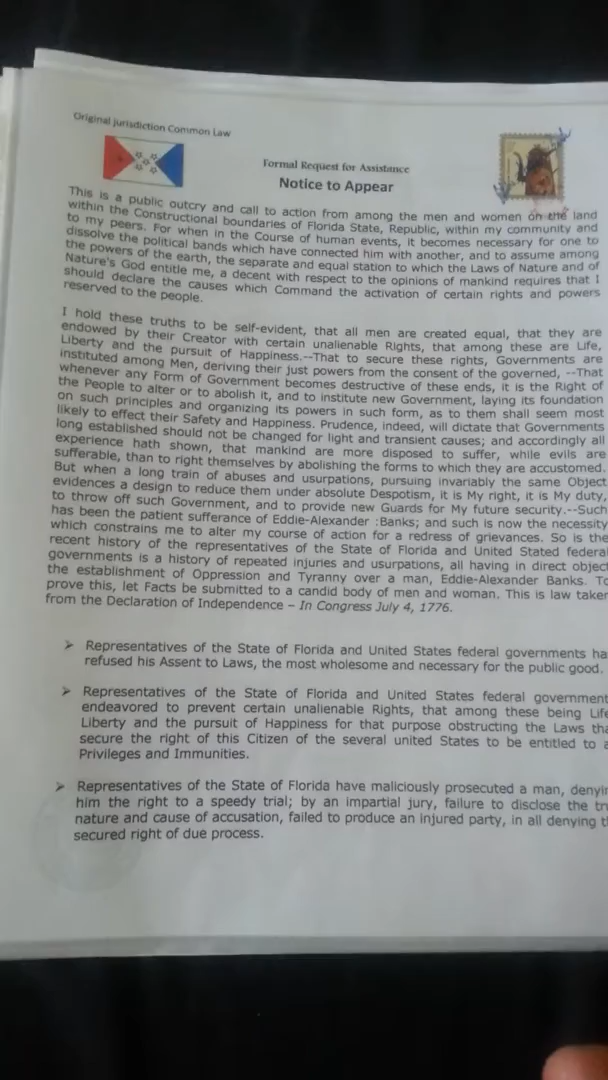 Original Jurisdiction Common Law
Formal Request for Assistance
Notice to Appear
This is a public outcry and call to action from among the men and women on the land
within the Constructional boundaries of Florida State, Republic, within my community and
to my peers. For when in the Course of human events, it becomes necessary for one to
dissolve the political bands which have connected him with another, and to assume among
the powers of the earth, the separate and equal station to which the Laws of Nature and of
Nature's God entitle me, a decent with respect to the opinions of mankind requires that I
should declare the causes which Command the activation of certain rights and powers
reserved to the people.
I hold these truths to be self-evident, that all men are created equal, that they are
endowed by their Creator with certain unalienable Rights, that among these are Life,
Liberty and the pursuit of Happiness.--That to secure these rights, Governments are
instituted among Men, deriving their just powers from the consent of the governed, --That
whenever any Form of Government becomes destructive of these ends, it is the Right of
the People to alter or to abolish it, and to institute new Government, laying its foundation
on such principles and organizing its powers in such form, as to them shall seem most
likely to effect their Safety and Happiness. Prudence, indeed, will dictate that Governments
long established should not be changed for light and transient causes; and accordingly all
experience hath shown, that mankind are more disposed to suffer, while evils are
sufferable, than to right themselves by abolishing the forms to which they are accustomed.
But when a long train of abuses and usurpations, pursuing invariably the same Object
evidences a design to reduce them under absolute Despotism, it is My right, it is My duty,
to throw off such Government, and to provide new Guards for My future security.--Such
has been the patient sufferance of Eddie-Alexander :Banks; and such is now the necessity
which constrains me to alter my course of action for a redress of grievances. So is the
recent history of the representatives of the State of Florida and United Stated federal
governments is a history of repeated injuries and usurpations, all having in direct object
the establishment of Oppression and Tyranny over a man, Eddie-Alexander Banks. To
prove this, let Facts be submitted to a candid body of men and woman. This is law taken
from the Declaration of Independence – In Congress July 4, 1776.
➢ Representatives of the State of Florida and United States federal governments ha
refused his Assent to Laws, the most wholesome and necessary for the public good.
➢ Representatives of the State of Florida and United States federal government
endeavored to prevent certain unalienable Rights, that among these being Life
Liberty and the pursuit of Happiness for that purpose obstructing the Laws tha
secure the right of this Citizen of the several united States to be entitled to a
Privileges and Immunities.
➢ Representatives of the State of Florida have maliciously prosecuted a man, denyin
him the right to a speedy trial; by an impartial jury, failure to disclose the tru
nature and cause of accusation, failed to produce an injured party, in all denying th
secured right of due process.